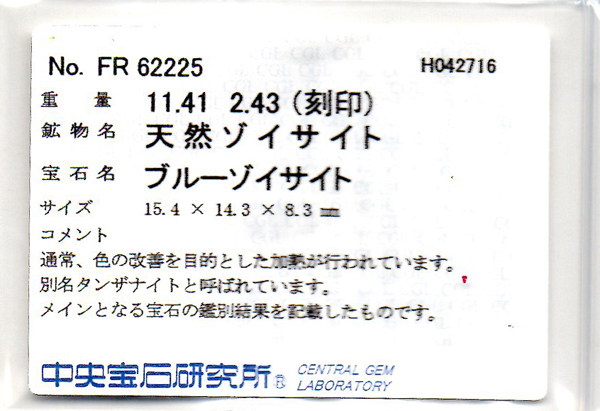 No. FR 62225 H042716
重量 11.41 2.43 (刻印)
鉱物名 天然ゾイサイト
宝石名 ブルーゾイサイト
サイズ 15.4 × 14.3 × 8.3 ㎜
コメント
通常、色の改善を目的とした加熱が行われています。
別名タンザナイトと呼ばれています。
メインとなる宝石の鑑別結果を記載したものです。
中央宝石研究所® CENTRAL GEM
LABORATORY